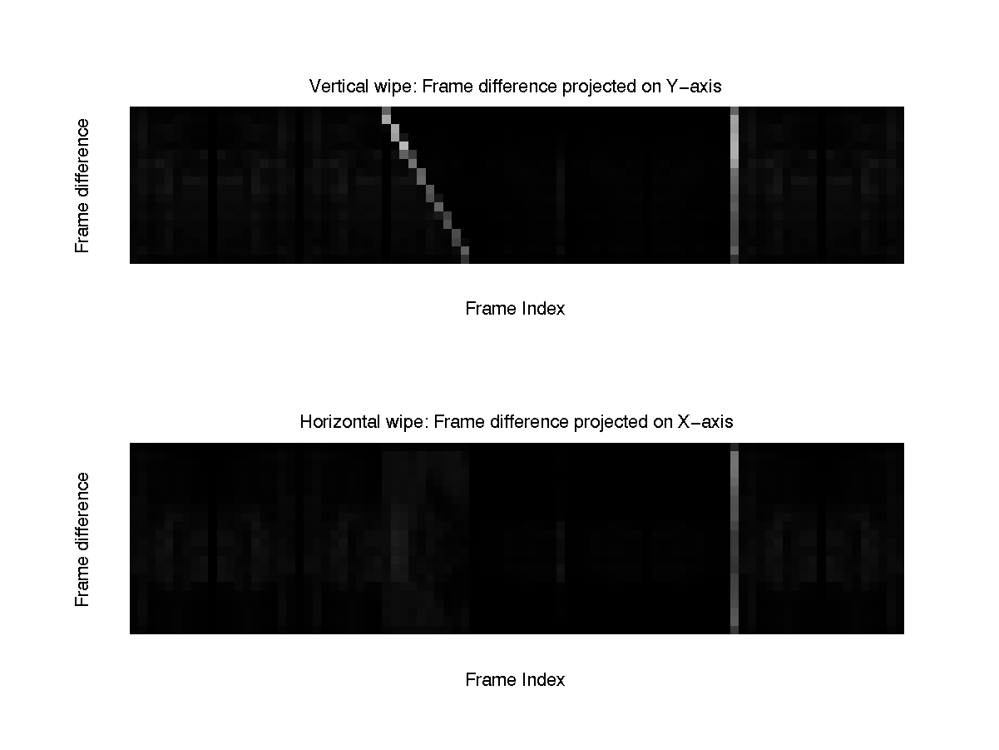 Vertical wipe: Frame difference projected on Y−axis
Frame difference
Frame Index
Horizontal wipe: Frame difference projected on X−axis
Frame difference
Frame Index